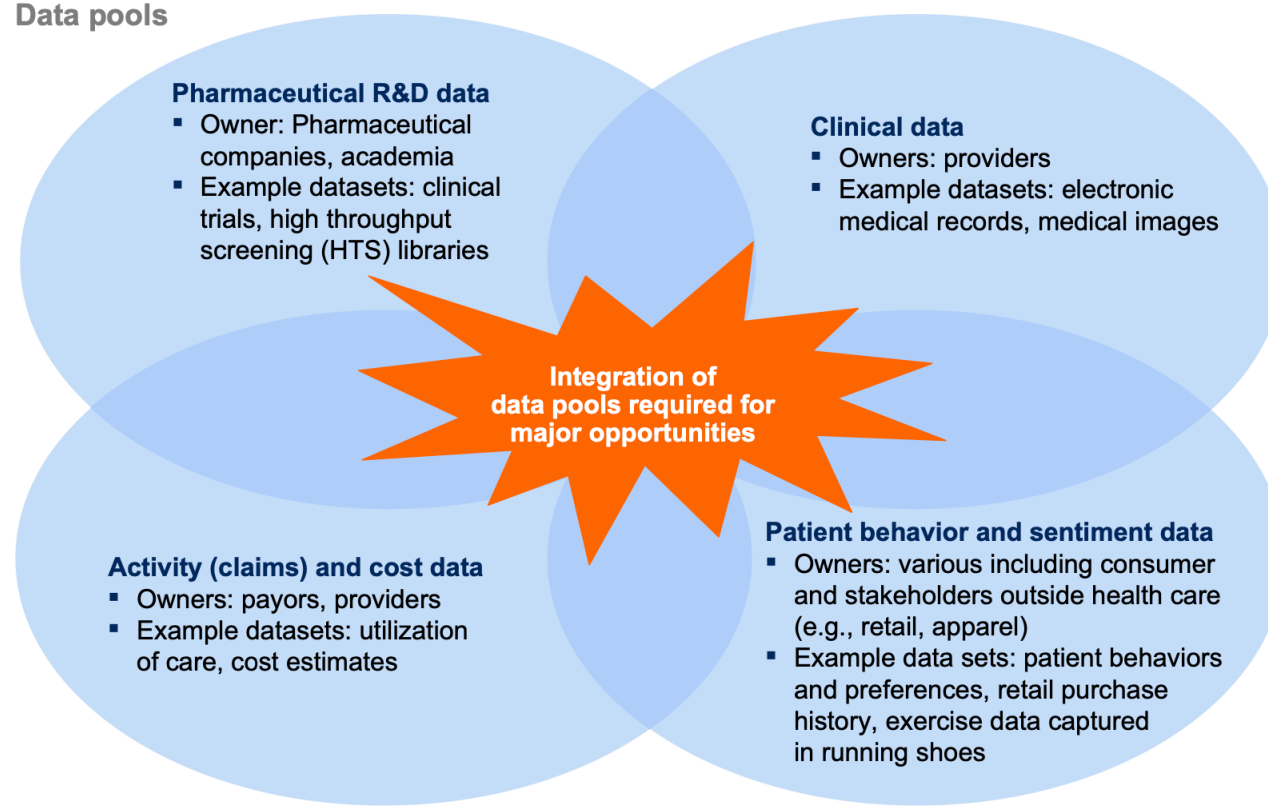 Data pools
Pharmaceutical R&D data
▪ Owner: Pharmaceutical
companies, academia
▪ Example datasets: clinical
trials, high throughput
screening (HTS) libraries
Clinical data
▪ Owners: providers
▪ Example datasets: electronic
medical records, medical images
Integration of
data pools required for
major opportunities
Activity (claims) and cost data
▪ Owners: payors, providers
▪ Example datasets: utilization
of care, cost estimates
Patient behavior and sentiment data
▪ Owners: various including consumer
and stakeholders outside health care
(e.g., retail, apparel)
▪ Example data sets: patient behaviors
and preferences, retail purchase
history, exercise data captured
in running shoes